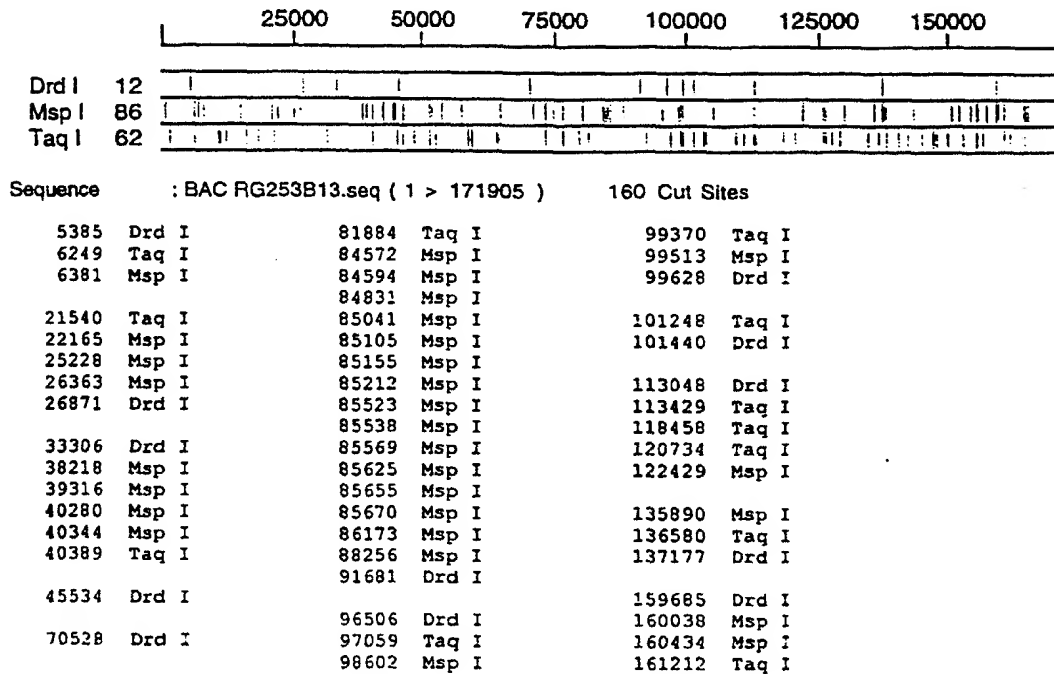 25000 50000 75000 100000 125000 150000
Drd I 12
Msp I 86
Taq I 62
Sequence : BAC RG253B13.seq ( 1 > 171905 ) 160 Cut Sites
5385 Drd I
6249 Taq I
6381 Msp I
21540 Taq I
22165 Msp I
25228 Msp I
26363 Msp I
26871 Drd I
33306 Drd I
38218 Msp I
39316 Msp I
40280 Msp I
40344 Msp I
40389 Taq I
45534 Drd I
70528 Drd I
81884 Taq I
84572 Msp I
84594 Msp I
84831 Msp I
85041 Msp I
85105 Msp I
85155 Msp I
85212 Msp I
85523 Msp I
85538 Msp I
85569 Msp I
85625 Msp I
85655 Msp I
85670 Msp I
86173 Msp I
88256 Msp I
91681 Drd I
96506 Drd I
97059 Taq I
98602 Msp I
99370 Taq I
99513 Msp I
99628 Drd I
101248 Taq I
101440 Drd I
113048 Drd I
113429 Taq I
118458 Taq I
120734 Taq I
122429 Msp I
135890 Msp I
136580 Taq I
137177 Drd I
159685 Drd I
160038 Msp I
160434 Msp I
161212 Taq I